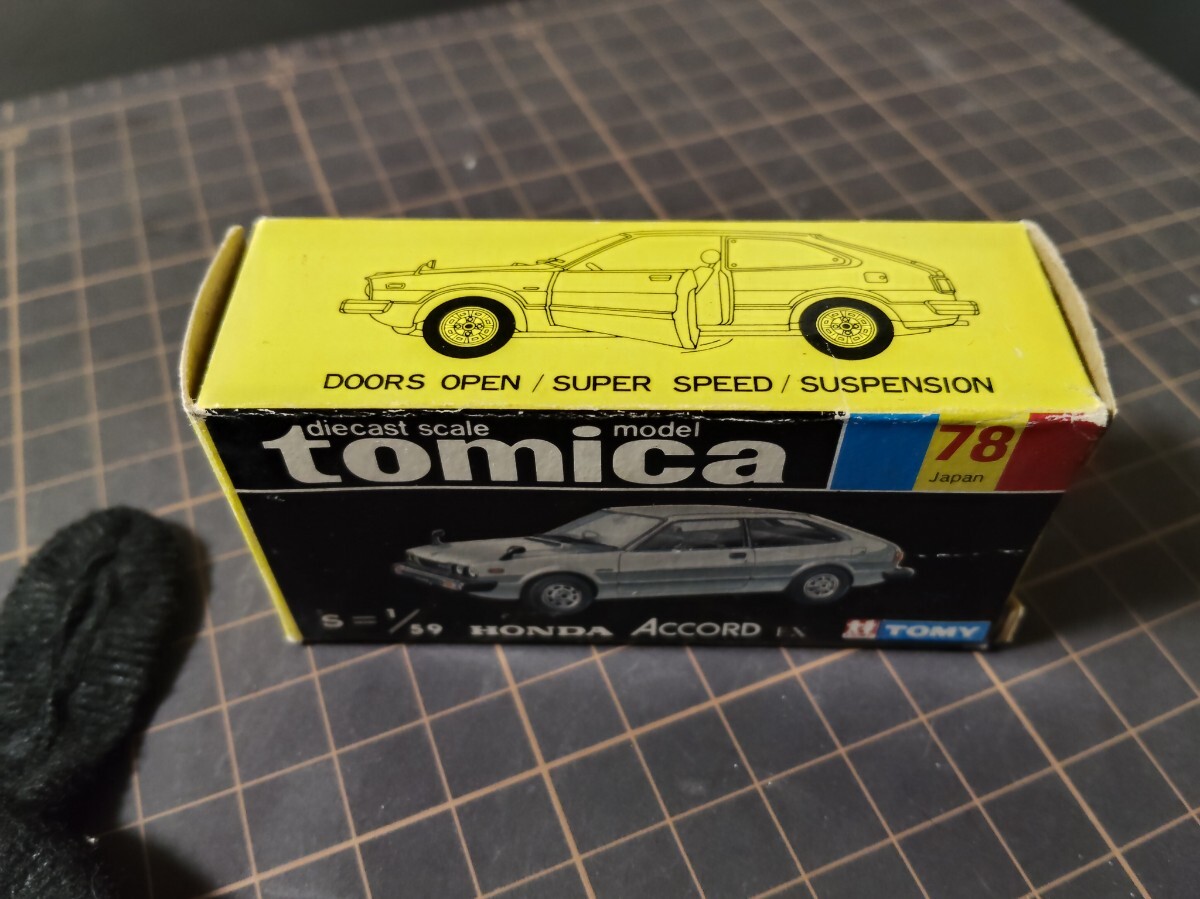 DOORS OPEN / SUPER SPEED / SUSPENSION
diecast scale model
tomica
78
Japan
S = 1/59 HONDA ACCORD EX
TOMY